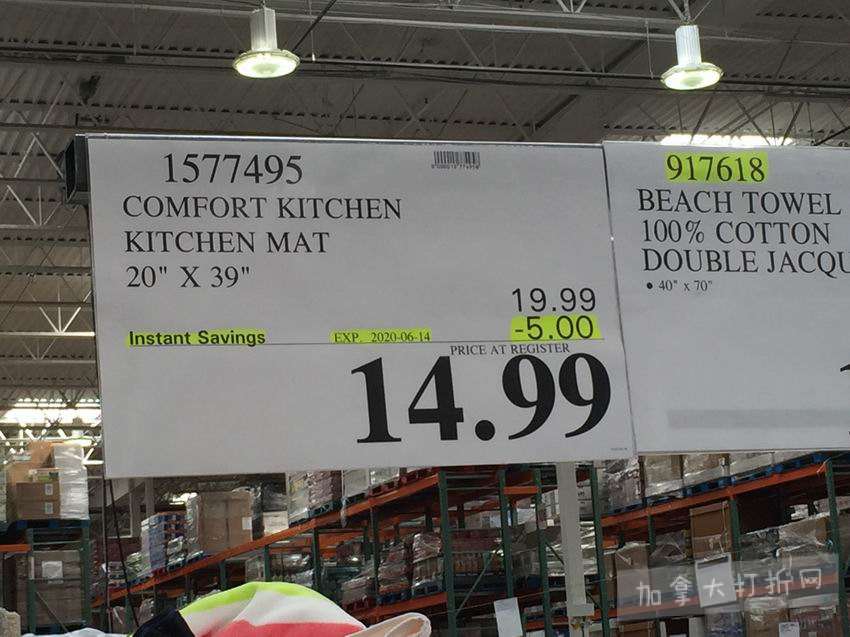 1577495
COMFORT KITCHEN
KITCHEN MAT
20" X 39"
19.99
-5.00
Instant Savings
EXP. 2020-06-14
PRICE AT REGISTER
14.99
917618
BEACH TOWEL
100% COTTON
DOUBLE JACQU
• 40" x 70"
加拿大打折网